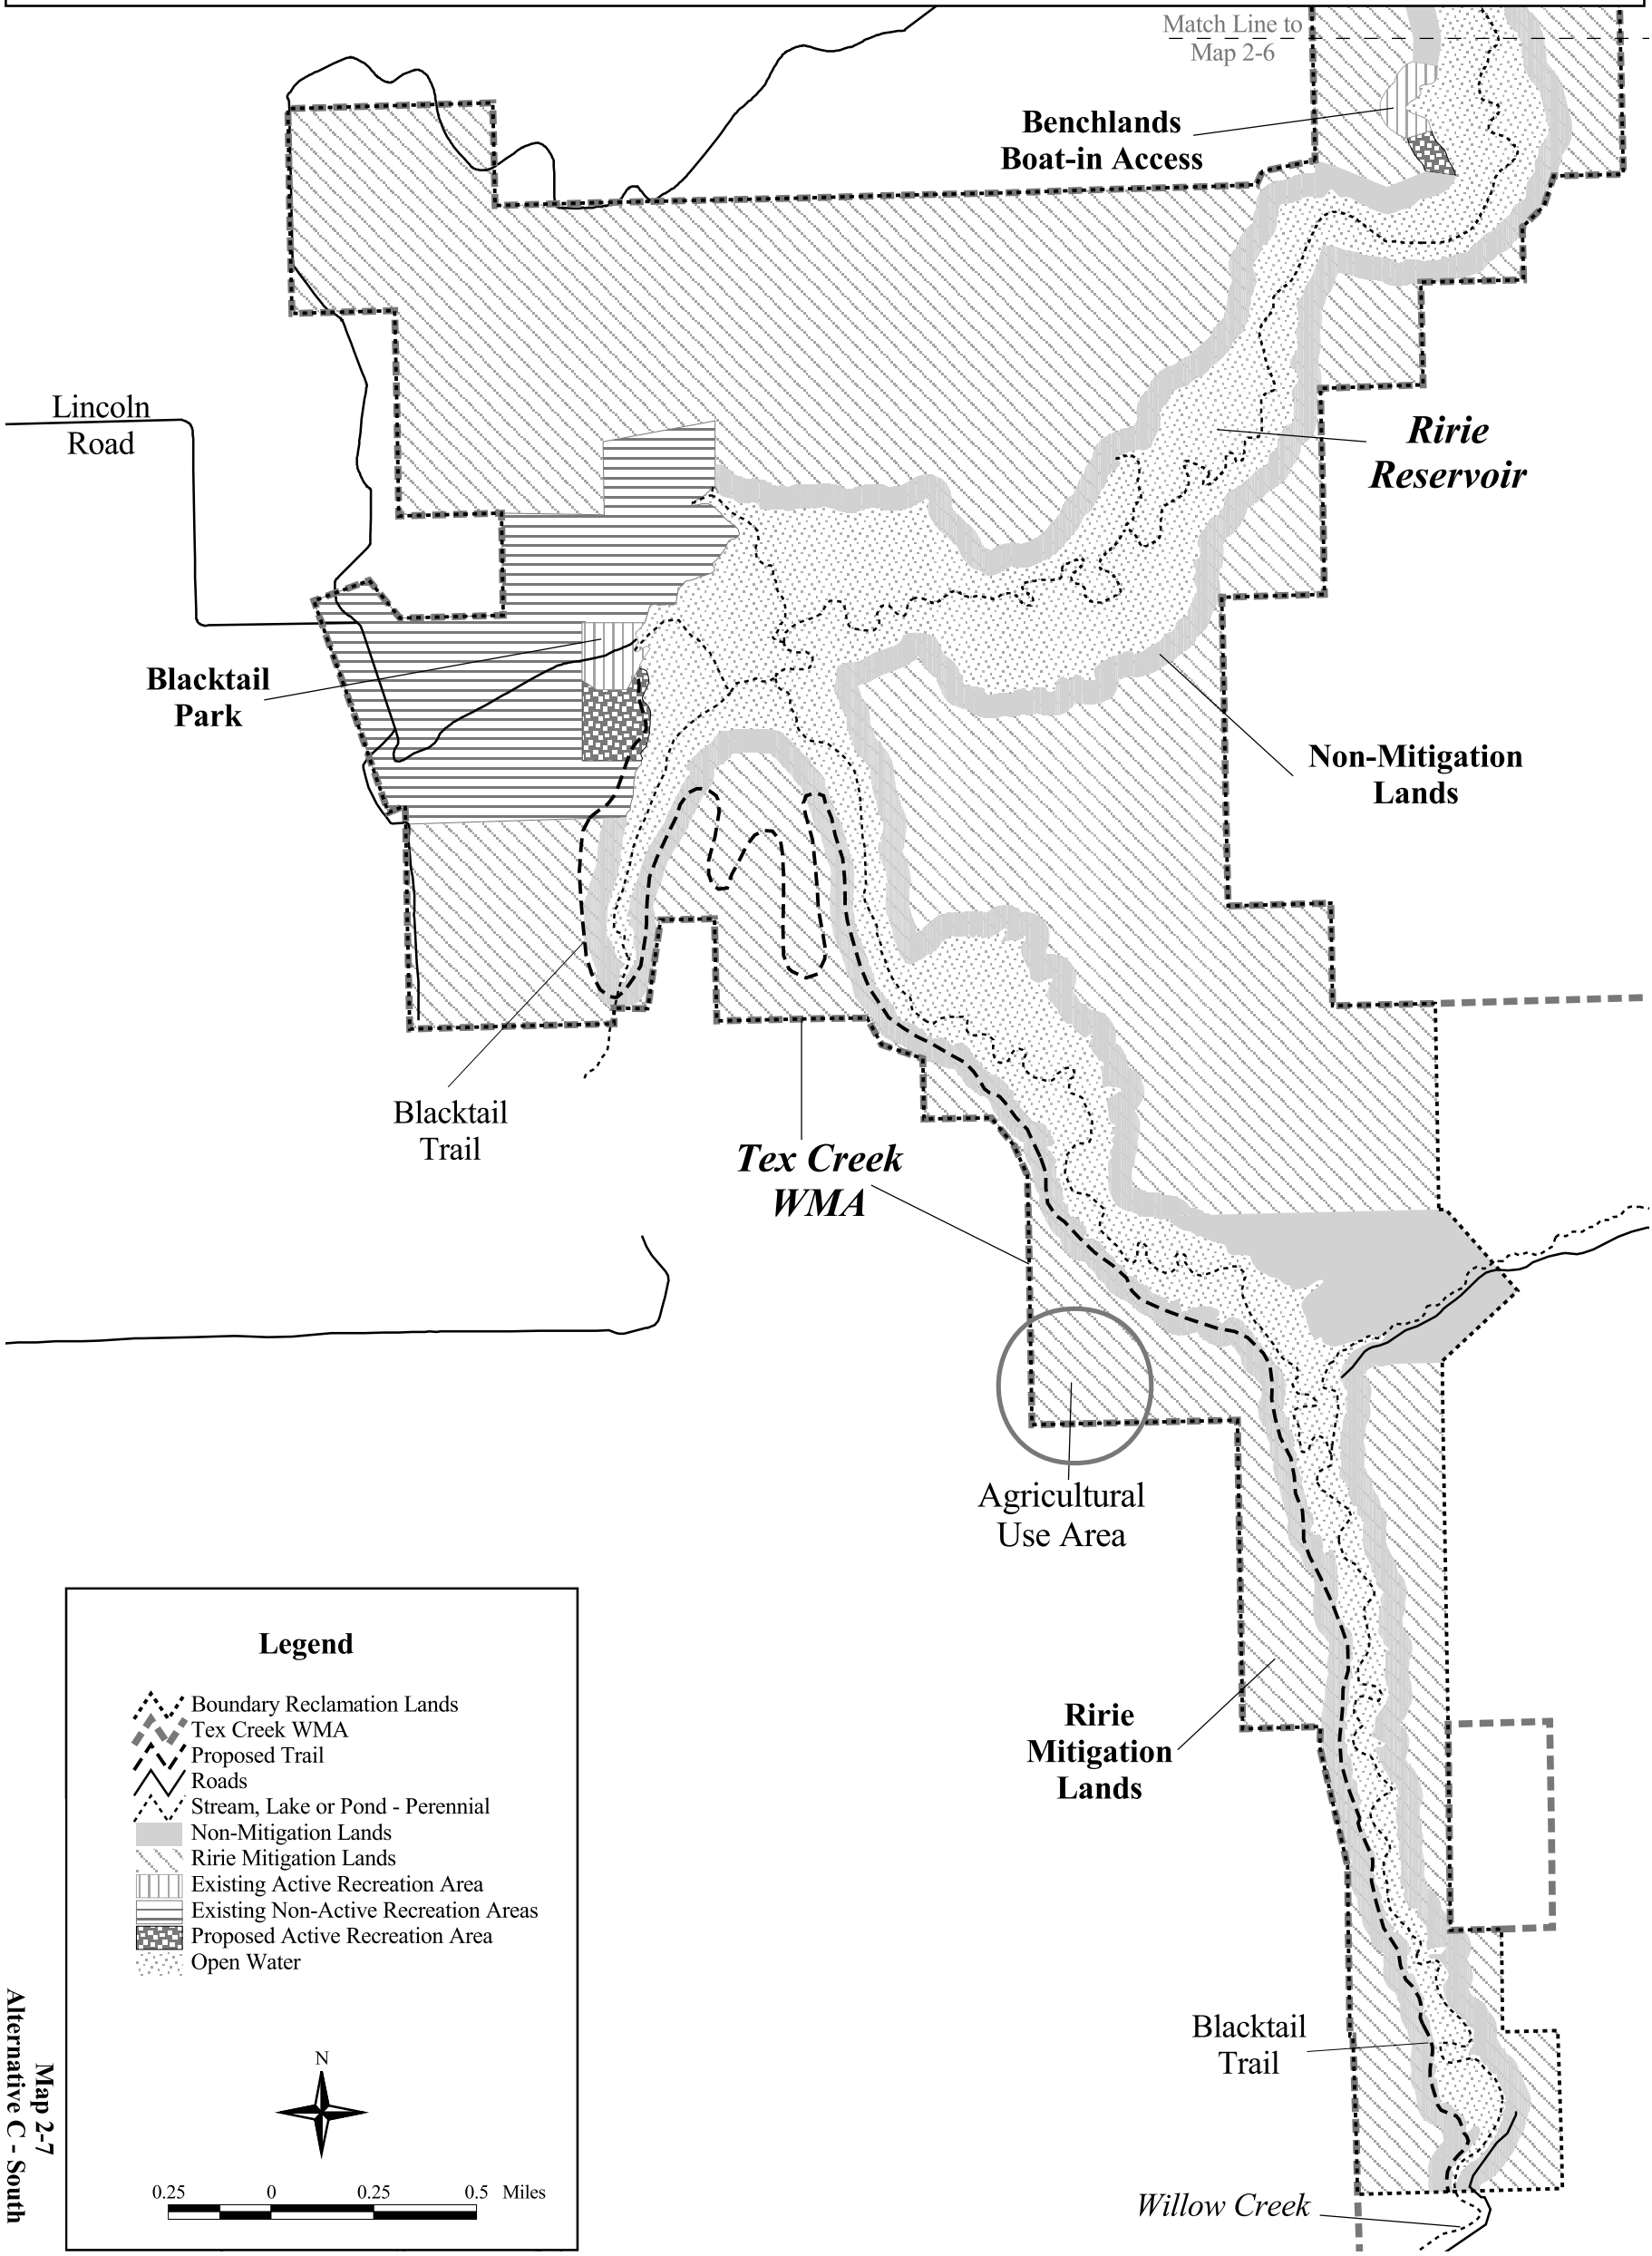 Match Line to
Map 2-6
Benchlands
Boat-in Access
Lincoln
Road
Ririe
Reservoir
Blacktail
Park
Non-Mitigation
Lands
Blacktail
Trail
Tex Creek
WMA
Agricultural
Use Area
Ririe
Mitigation
Lands
Blacktail
Trail
Willow Creek
Legend
Boundary Reclamation Lands
Tex Creek WMA
Proposed Trail
Roads
Stream, Lake or Pond - Perennial
Non-Mitigation Lands
Ririe Mitigation Lands
Existing Active Recreation Area
Existing Non-Active Recreation Areas
Proposed Active Recreation Area
Open Water
N
0.25 0 0.25 0.5 Miles
Map 2-7
Alternative C - South